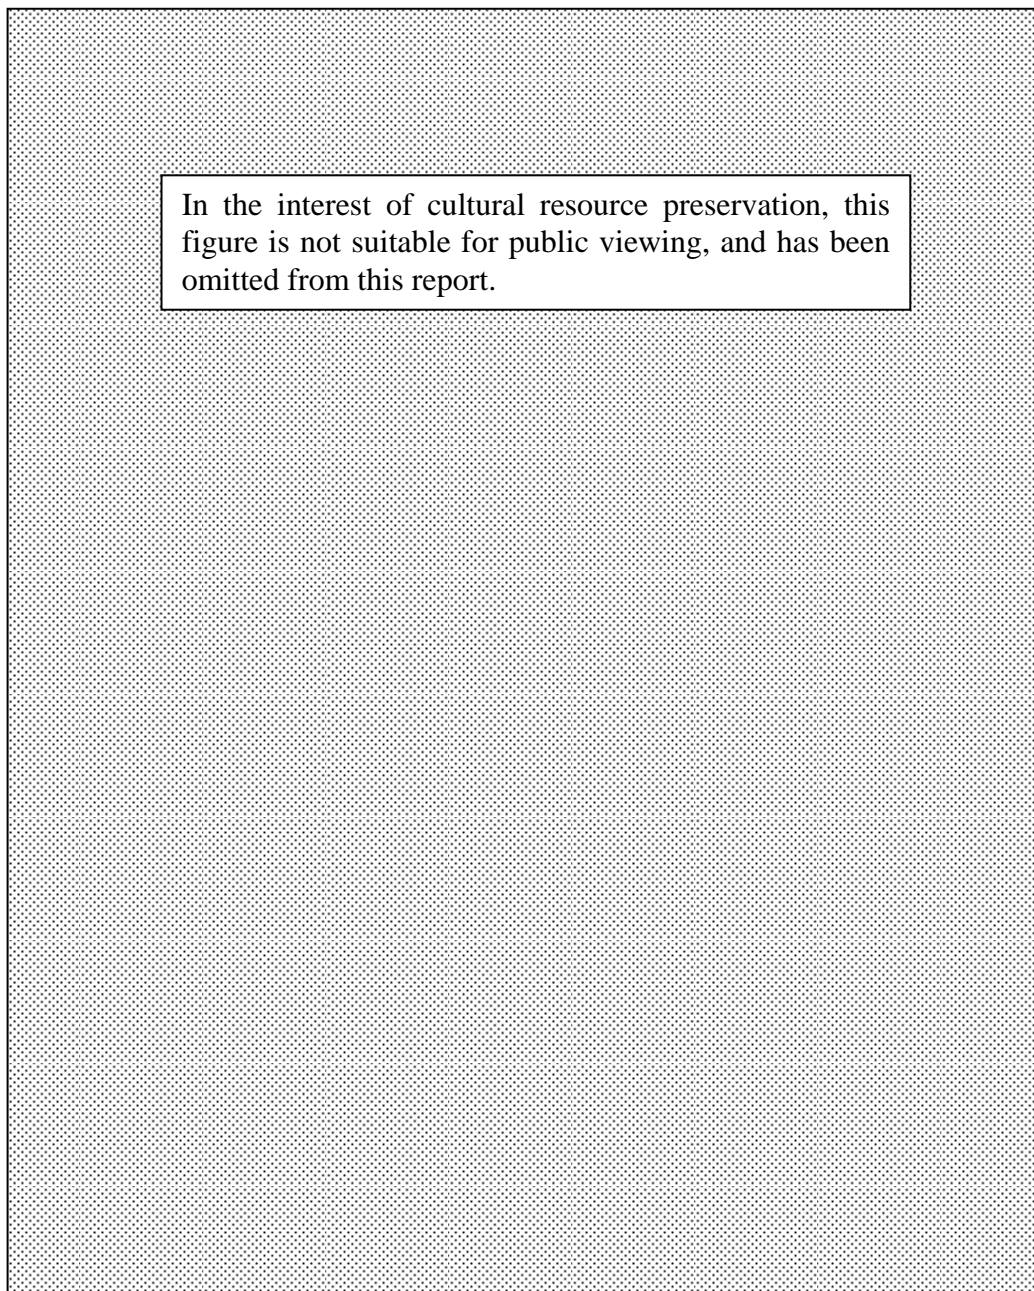 In the interest of cultural resource preservation, this
figure is not suitable for public viewing, and has been
omitted from this report.